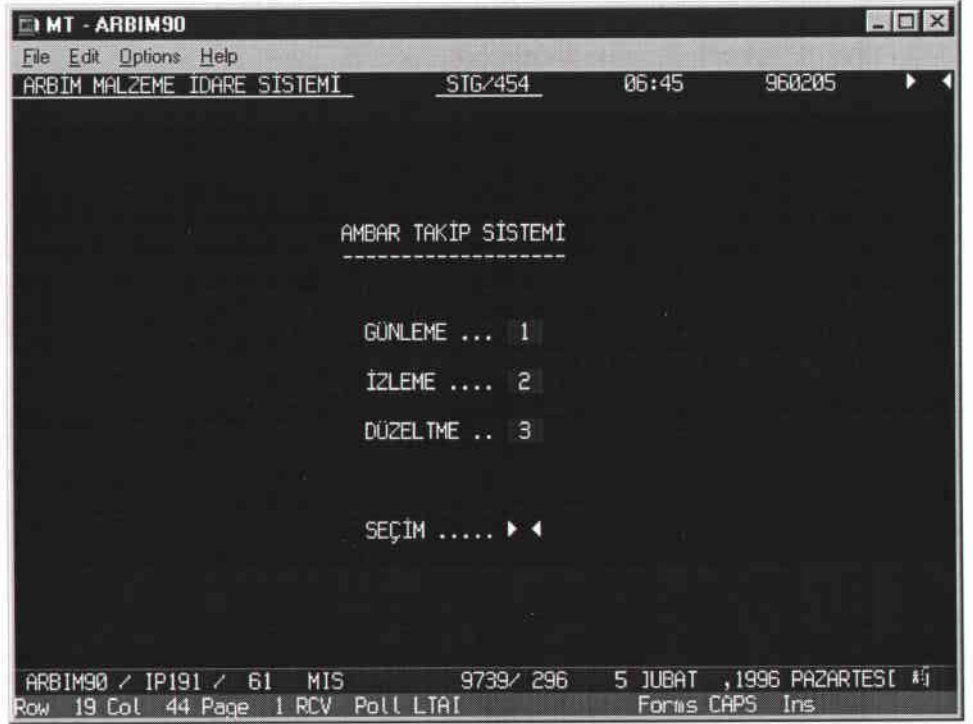 MT - ARBIM90
File Edit Options Help
ARBİM MALZEME İDARE SİSTEMİ STG/454 06:45 960205
AMBAR TAKİP SİSTEMİ
-------------------
GÜNLEME ... 1
İZLEME .... 2
DÜZELTME .. 3
SEÇİM .....
ARBIM90 / IP191 / 61 MIS 9739/ 296 5 JUBAT ,1996 PAZARTES[
Row 19 Col 44 Page 1 RCV Poll LTAI Forms CAPS Ins